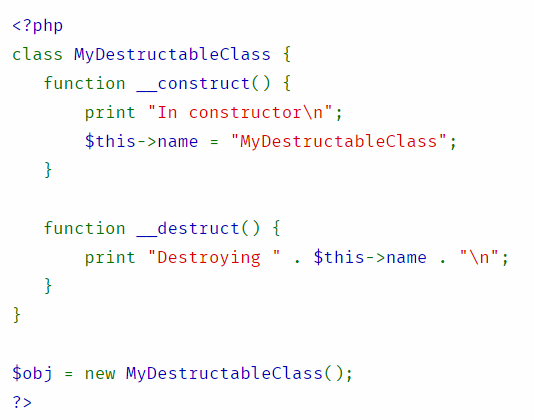 <?php
class MyDestructableClass {
   function __construct() {
       print "In constructor\n";
       $this->name = "MyDestructableClass";
   }

   function __destruct() {
       print "Destroying " . $this->name . "\n";
   }
}

$obj = new MyDestructableClass();
?>